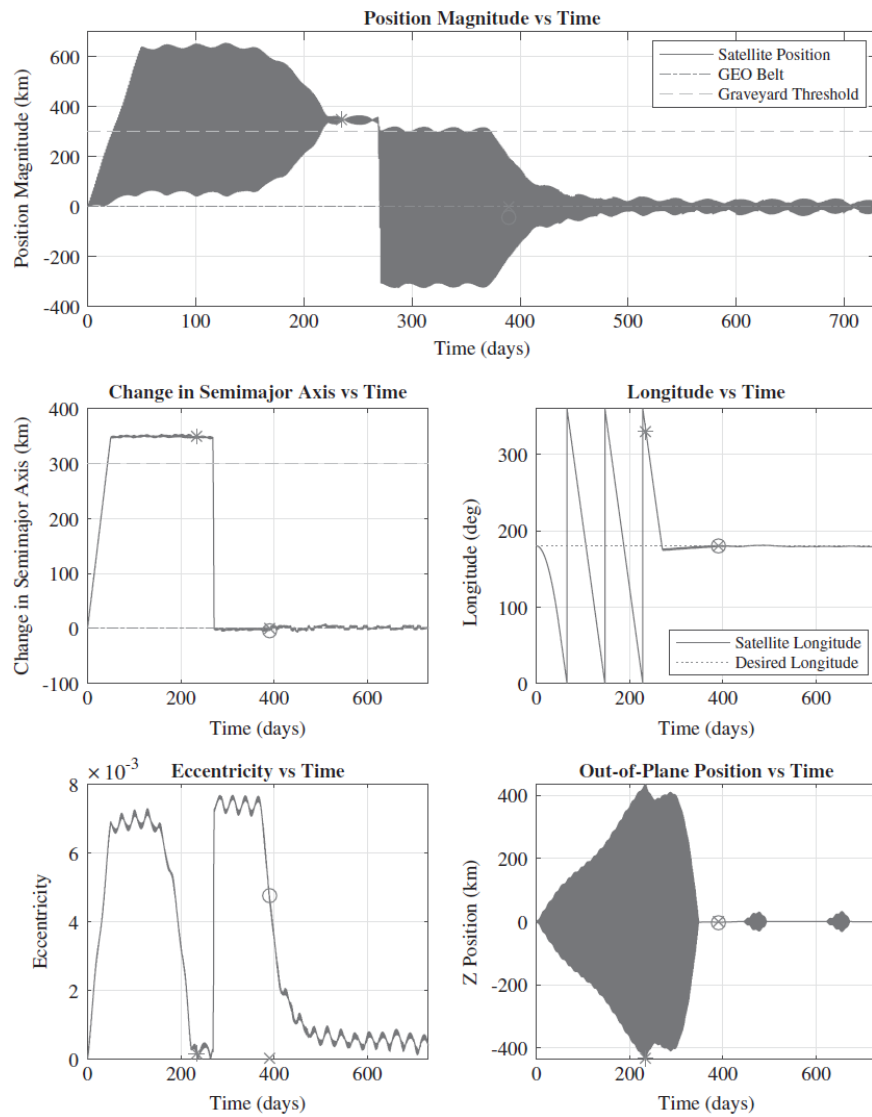 Position Magnitude vs Time
Position Magnitude (km)
600
400
200
0
-200
-400
Satellite Position
GEO Belt
Graveyard Threshold
0 100 200 300 400 500 600 700
Time (days)
Change in Semimajor Axis vs Time
Change in Semimajor Axis (km)
400
300
200
100
0
-100
0 200 400 600
Time (days)
Longitude vs Time
Longitude (deg)
300
200
100
0
Satellite Longitude
Desired Longitude
0 200 400 600
Time (days)
Eccentricity vs Time
× 10⁻³
Eccentricity
8
6
4
2
0
0 200 400 600
Time (days)
Out-of-Plane Position vs Time
Z Position (km)
400
200
0
-200
-400
0 200 400 600
Time (days)